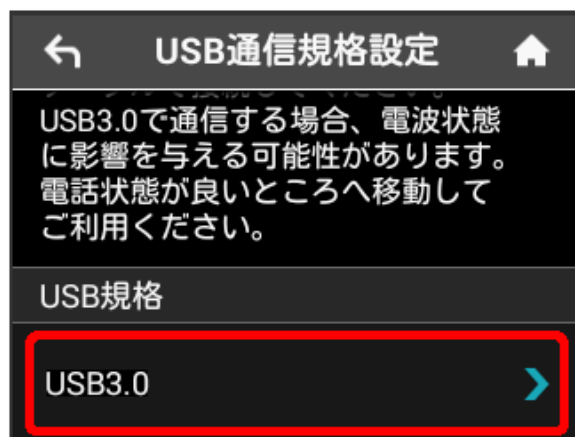 USB通信規格設定
USB3.0で通信する場合、電波状態
に影響を与える可能性があります。
電話状態が良いところへ移動して
ご利用ください。
USB規格
USB3.0